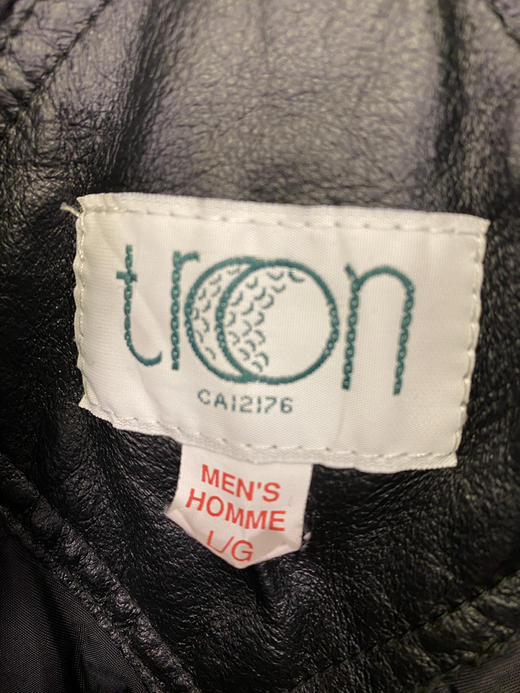 tron
CA12176
MEN'S
HOMME
L/G